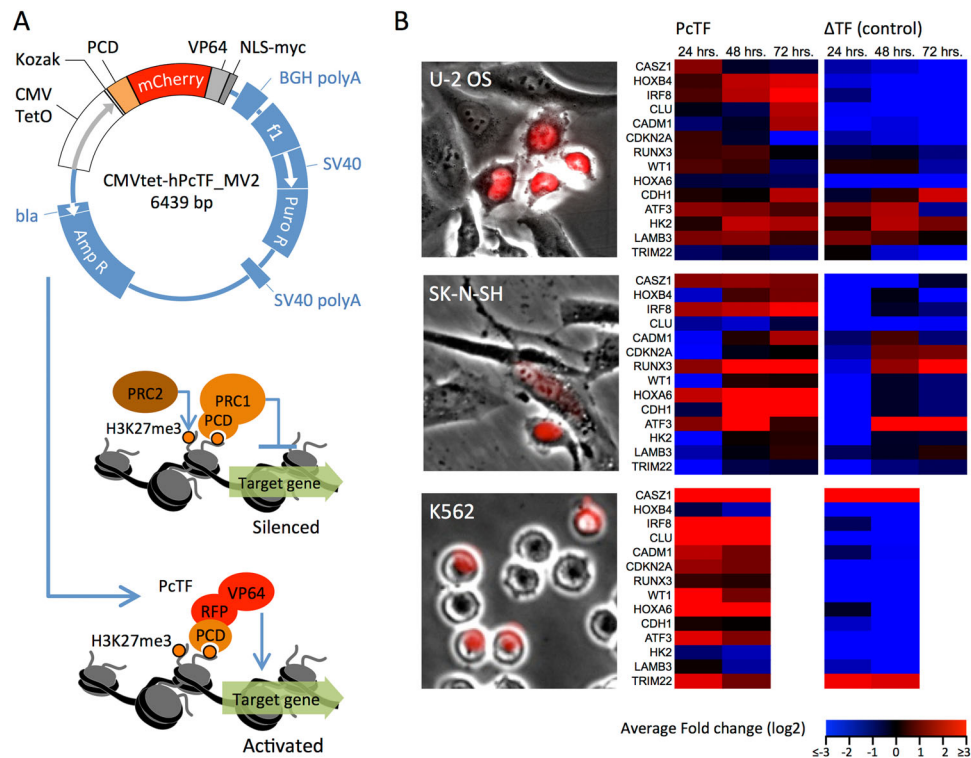 A
Kozak
PCD
VP64
NLS-myc
mCherry
BGH polyA
CMV
TetO
f1
SV40
CMVtet-hPcTF_MV2
6439 bp
bla
Puro R
Amp R
SV40 polyA
PRC2
PRC1
PCD
H3K27me3
Target gene
Silenced
PcTF
VP64
RFP
H3K27me3
PCD
Target gene
Activated
B
PcTF
ΔTF (control)
24 hrs. 48 hrs. 72 hrs.
24 hrs. 48 hrs. 72 hrs.
U-2 OS
CASZ1
HOXB4
IRF8
CLU
CADM1
CDKN2A
RUNX3
WT1
HOXA6
CDH1
ATF3
HK2
LAMB3
TRIM22
SK-N-SH
CASZ1
HOXB4
IRF8
CLU
CADM1
CDKN2A
RUNX3
WT1
HOXA6
CDH1
ATF3
HK2
LAMB3
TRIM22
K562
CASZ1
HOXB4
IRF8
CLU
CADM1
CDKN2A
RUNX3
WT1
HOXA6
CDH1
ATF3
HK2
LAMB3
TRIM22
Average Fold change (log2)
≤-3 -2 -1 0 1 2 ≥3